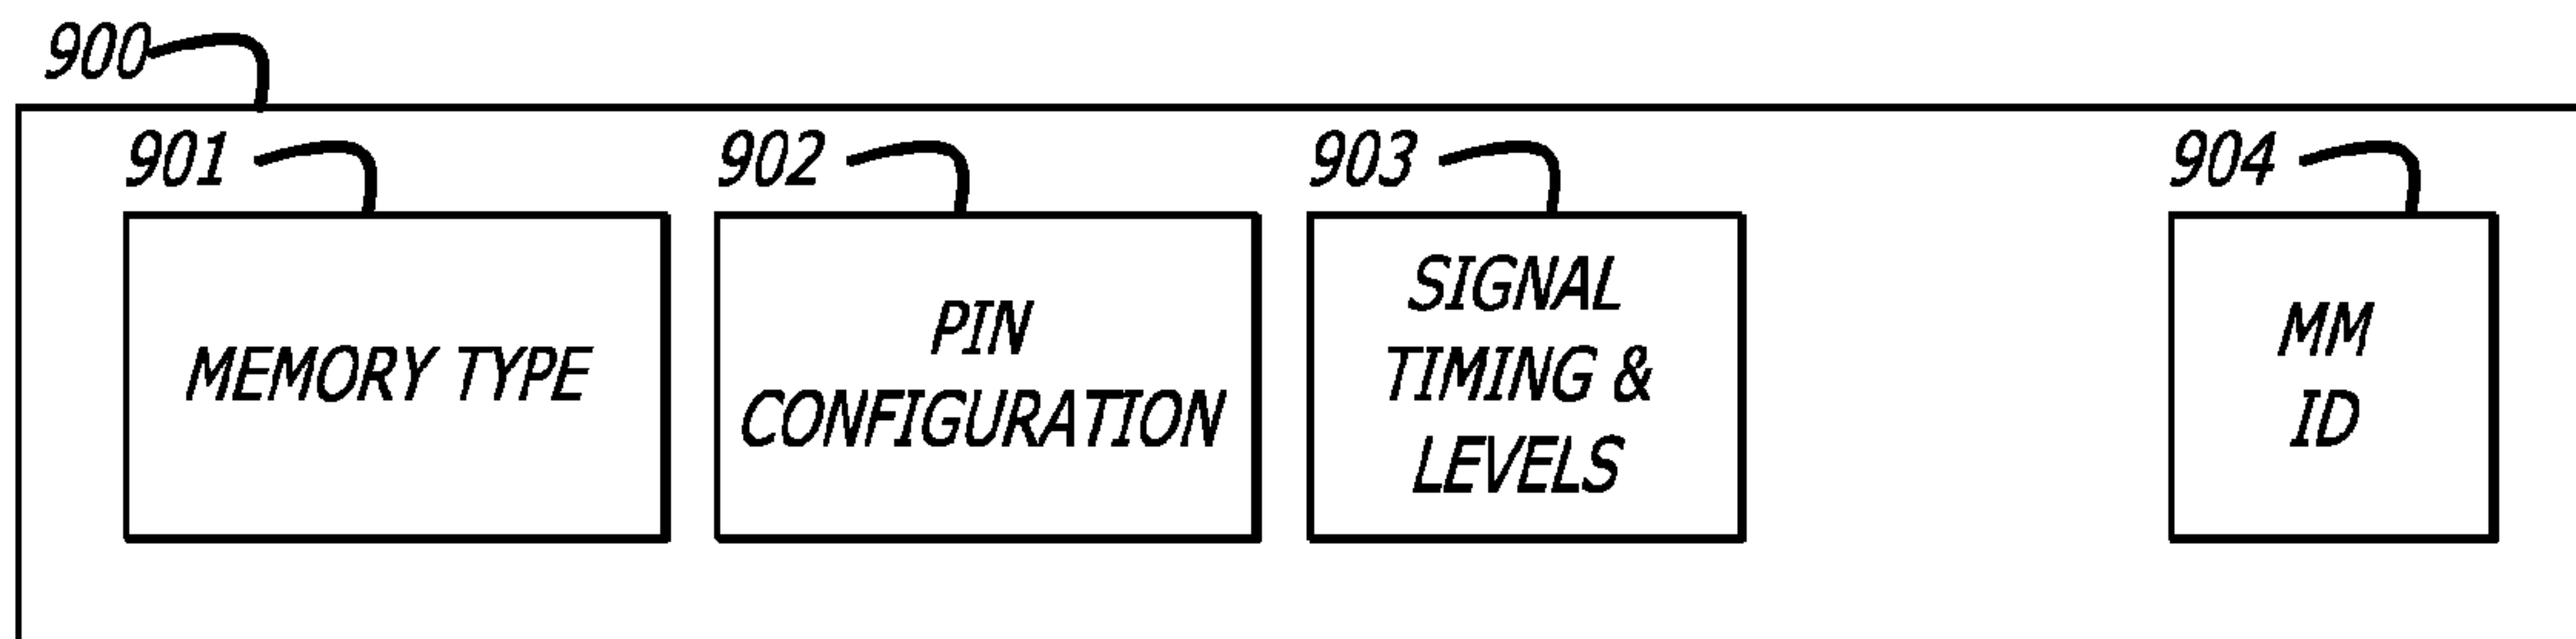 900
901
902
903
904
MEMORY TYPE
PIN
CONFIGURATION
SIGNAL
TIMING &
LEVELS
MM
ID